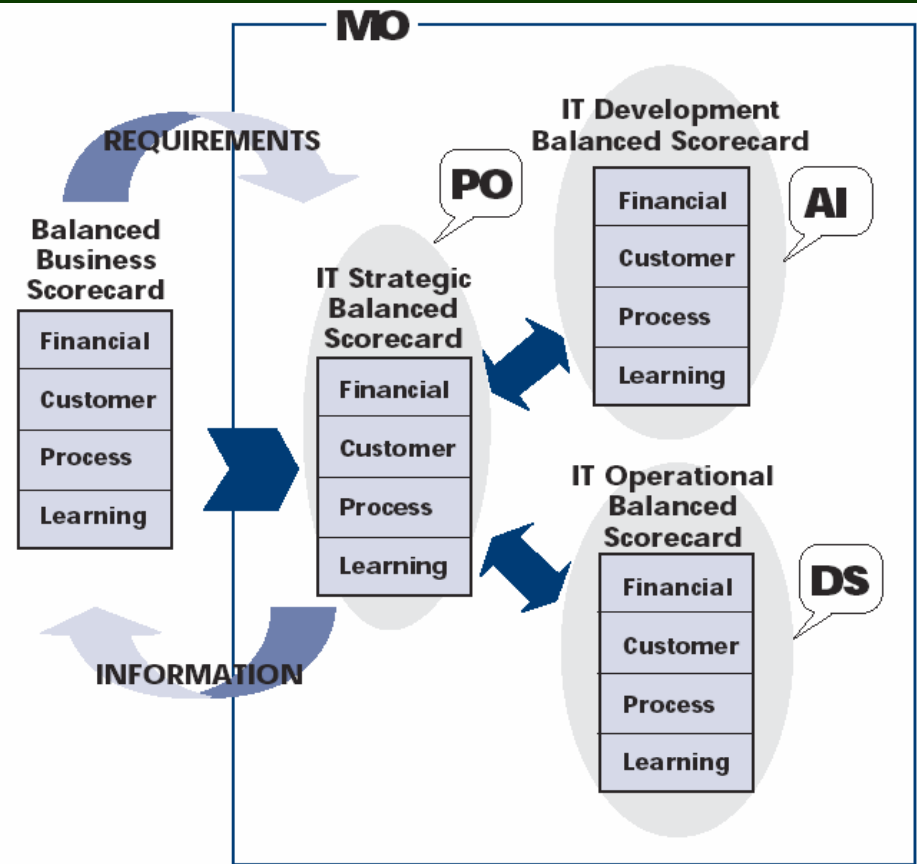 MO
REQUIREMENTS
Balanced
Business
Scorecard
Financial
Customer
Process
Learning
INFORMATION
PO
IT Strategic
Balanced
Scorecard
Financial
Customer
Process
Learning
IT Development
Balanced Scorecard
AI
Financial
Customer
Process
Learning
IT Operational
Balanced
Scorecard
DS
Financial
Customer
Process
Learning